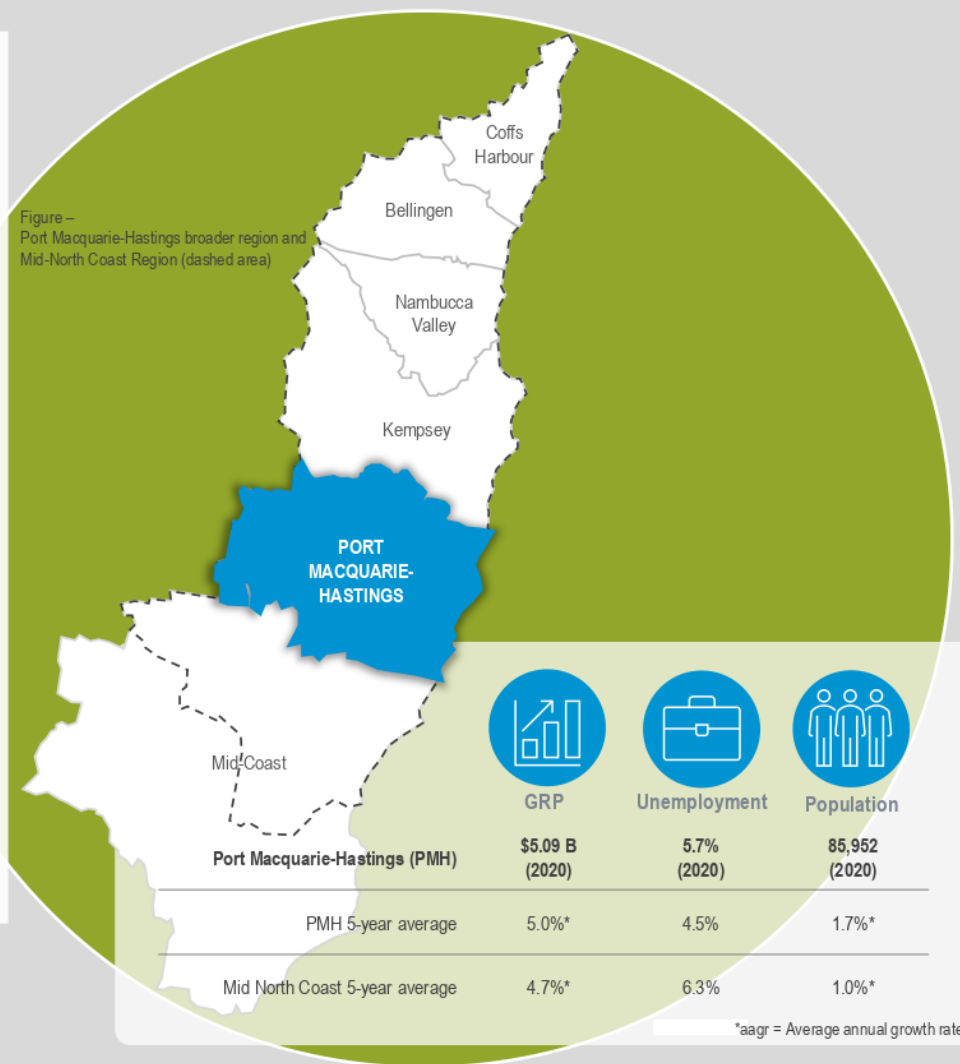 Coffs
Harbour
Bellingen
Figure –
Port Macquarie-Hastings broader region and
Mid-North Coast Region (dashed area)
Nambucca
Valley
Kempsey
PORT
MACQUARIE-
HASTINGS
Mid-Coast
GRP Unemployment Population
Port Macquarie-Hastings (PMH) $5.09 B (2020) 5.7% (2020) 85,952 (2020)
PMH 5-year average 5.0%* 4.5% 1.7%*
Mid North Coast 5-year average 4.7%* 6.3% 1.0%*
*aagr = Average annual growth rate